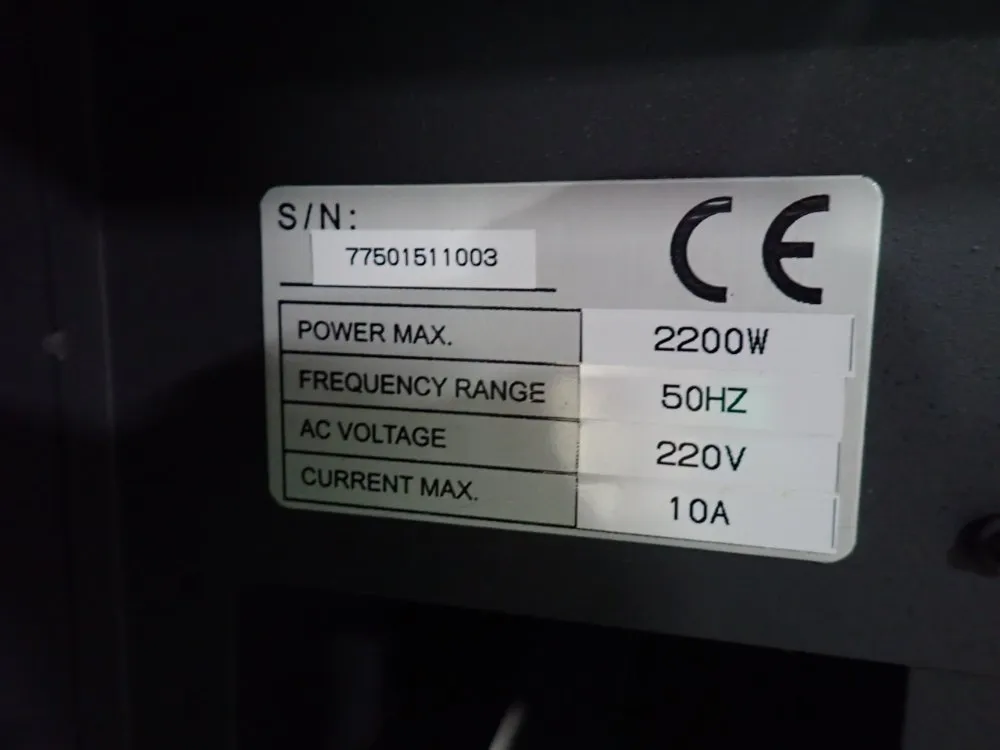 S/N:
77501511003
CE
POWER MAX. 2200W
FREQUENCY RANGE 50HZ
AC VOLTAGE 220V
CURRENT MAX. 10A